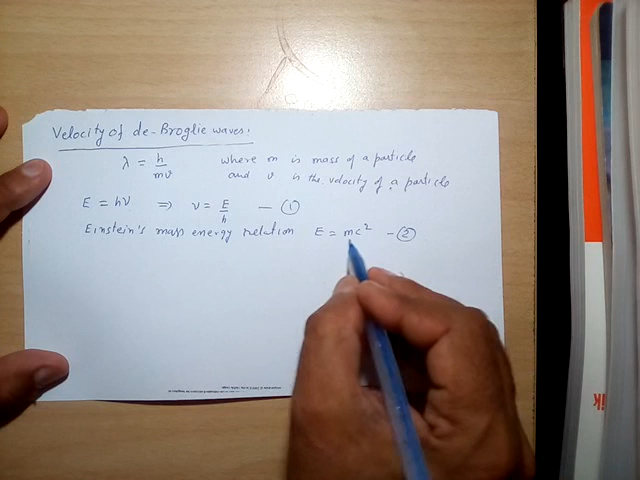 Velocity of de-Broglie waves:
λ = h/mv where m is mass of a particle
and v is the velocity of a particle
E = hν ⇒ ν = E/h — ①
Einstein's mass energy relation E = mc² — ②